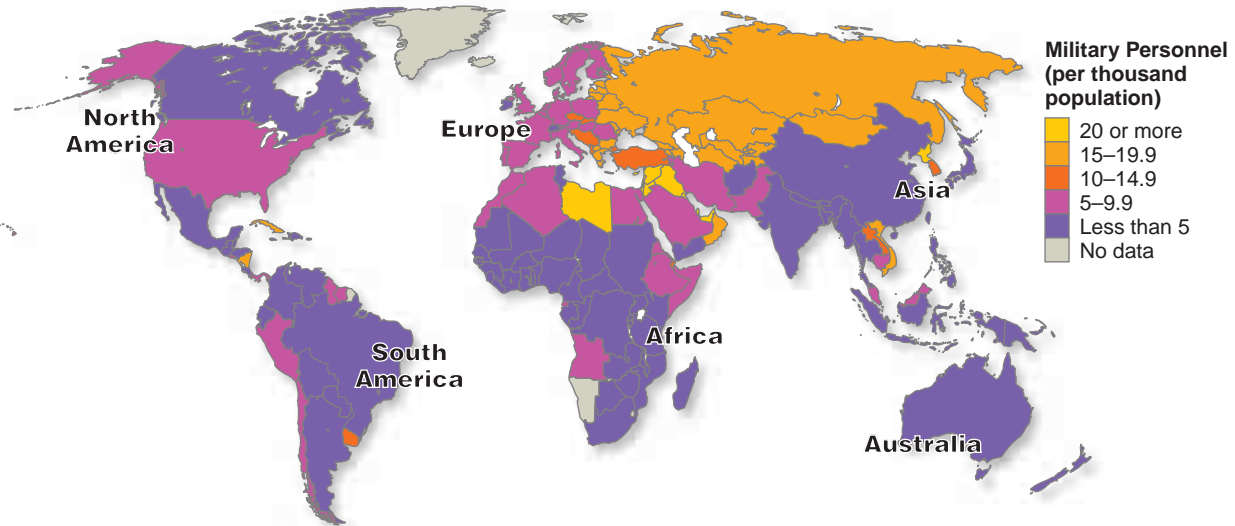 Military Personnel
(per thousand
population)
20 or more
15–19.9
10–14.9
5–9.9
Less than 5
No data
North
America
Europe
Asia
Africa
South
America
Australia